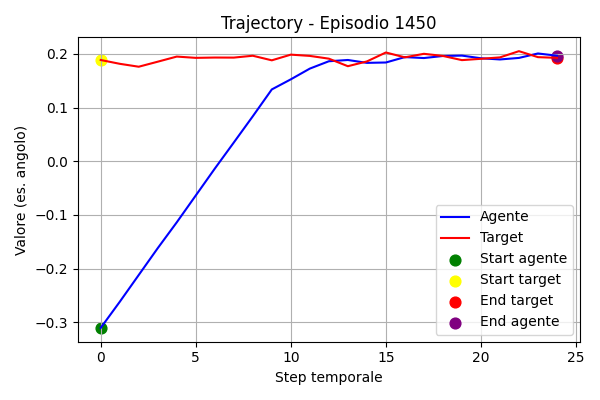 Trajectory - Episodio 1450
Valore (es. angolo)
0.2
0.1
0.0
−0.1
−0.2
−0.3
0
5
10
15
20
25
Step temporale
Agente
Target
Start agente
Start target
End target
End agente